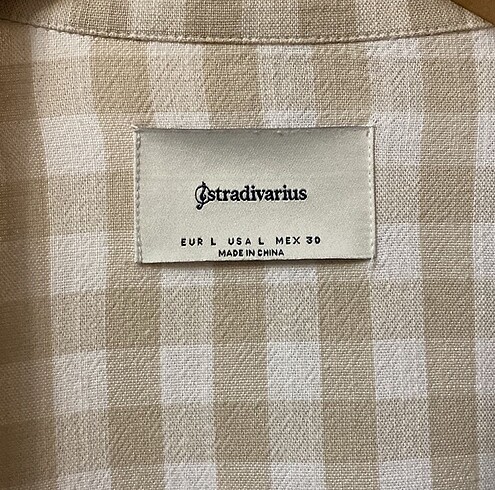 stradivarius
EUR L USA L MEX 30
MADE IN CHINA